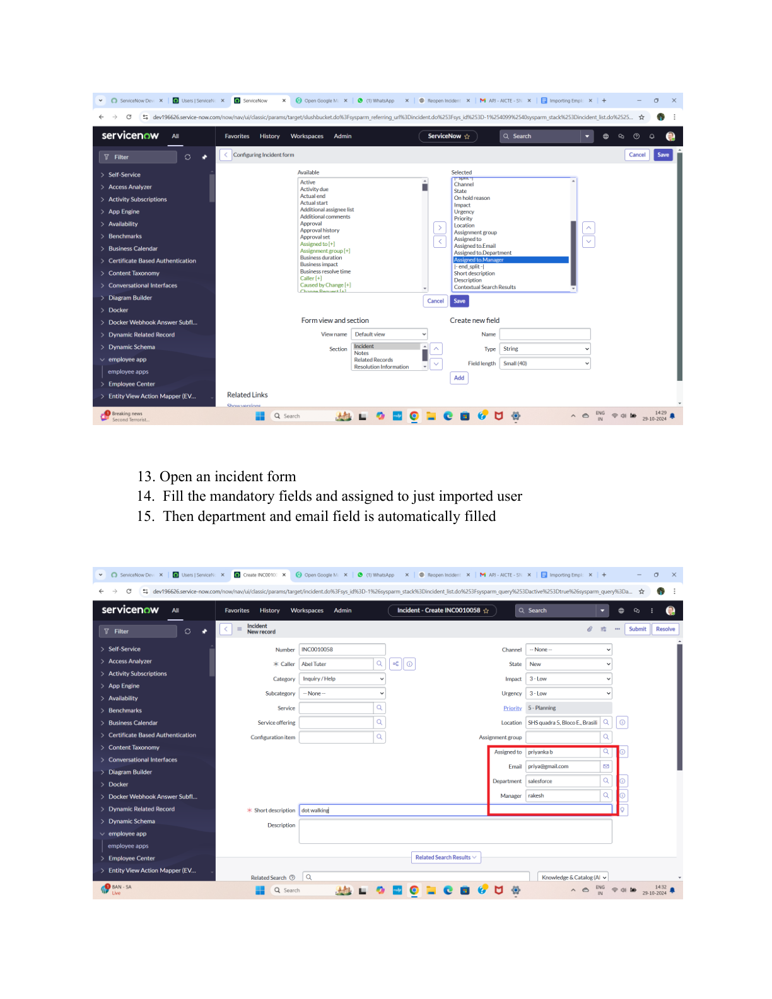 ServiceNow Dev
Users | ServiceN
ServiceNow
Open Google M
(1) WhatsApp
Reopen Incident
APJ - AICTE - Sh
Importing Empl
dev196626.service-now.com/now/nav/ui/classic/params/target/slushbucket.do%3Fsysparm_referring_url%3Dincident.do%253Fsys_id%253D-1%254099%2540sysparm_stack%253Dincident_list.do%2525...
servicenow All Favorites History Workspaces Admin ServiceNow Search
Filter
Configuring Incident form Cancel Save
Self-Service
Access Analyzer
Activity Subscriptions
App Engine
Availability
Benchmarks
Business Calendar
Certificate Based Authentication
Content Taxonomy
Conversational Interfaces
Diagram Builder
Docker
Docker Webhook Answer Subfl...
Dynamic Related Record
Dynamic Schema
employee app
employee apps
Employee Center
Entity View Action Mapper (EV...
Available
Active
Activity due
Actual end
Actual start
Additional assignee list
Additional comments
Approval
Approval history
Approval set
Assigned to [+]
Assignment group [+]
Business duration
Business impact
Business resolve time
Caller [+]
Caused by Change [+]
Change Request [+]
Selected
|- split -|
Channel
State
On hold reason
Impact
Urgency
Priority
Location
Assignment group
Assigned to
Assigned to.Email
Assigned to.Department
Assigned to.Manager
|- end_split -|
Short description
Description
Contextual Search Results
Cancel Save
Form view and section
View name Default view
Section Incident
Notes
Related Records
Resolution Information
Create new field
Name
Type String
Field length Small (40)
Add
Related Links
Show versions
Breaking news
Second Terrorist...
Search
ENG
IN
14:29
29-10-2024
13. Open an incident form
14. Fill the mandatory fields and assigned to just imported user
15. Then department and email field is automatically filled
ServiceNow Dev
Users | ServiceN
Create INC0010
Open Google M
(1) WhatsApp
Reopen Incident
APJ - AICTE - Sh
Importing Empl
dev196626.service-now.com/now/nav/ui/classic/params/target/incident.do%3Fsys_id%3D-1%26sysparm_stack%3Dincident_list.do%253Fsysparm_query%253Dactive%253Dtrue%26sysparm_query%3Da...
servicenow All Favorites History Workspaces Admin Incident - Create INC0010058 Search
Filter
Incident
New record
Submit Resolve
Self-Service
Access Analyzer
Activity Subscriptions
App Engine
Availability
Benchmarks
Business Calendar
Certificate Based Authentication
Content Taxonomy
Conversational Interfaces
Diagram Builder
Docker
Docker Webhook Answer Subfl...
Dynamic Related Record
Dynamic Schema
employee app
employee apps
Employee Center
Entity View Action Mapper (EV...
Number INC0010058
Caller Abel Tuter
Category Inquiry / Help
Subcategory -- None --
Service
Service offering
Configuration item
Channel -- None --
State New
Impact 3 - Low
Urgency 3 - Low
Priority 5 - Planning
Location SHS quadra 5, Bloco E., Brasili
Assignment group
Assigned to priyanka b
Email priya@gmail.com
Department salesforce
Manager rakesh
Short description dot walking
Description
Related Search Results
Related Search Knowledge & Catalog (Al
BAN - SA
Live
Search
ENG
IN
14:32
29-10-2024